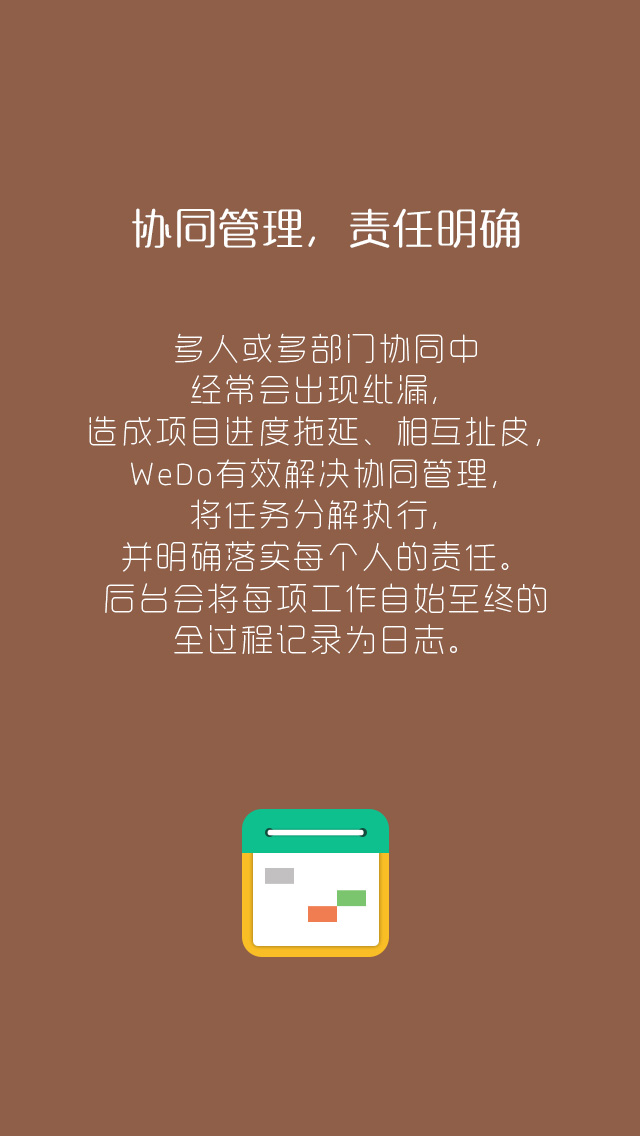 协同管理，责任明确
多人或多部门协同中
经常会出现纰漏，
造成项目进度拖延、相互扯皮，
WeDo有效解决协同管理，
将任务分解执行，
并明确落实每个人的责任。
后台会将每项工作自始至终的
全过程记录为日志。